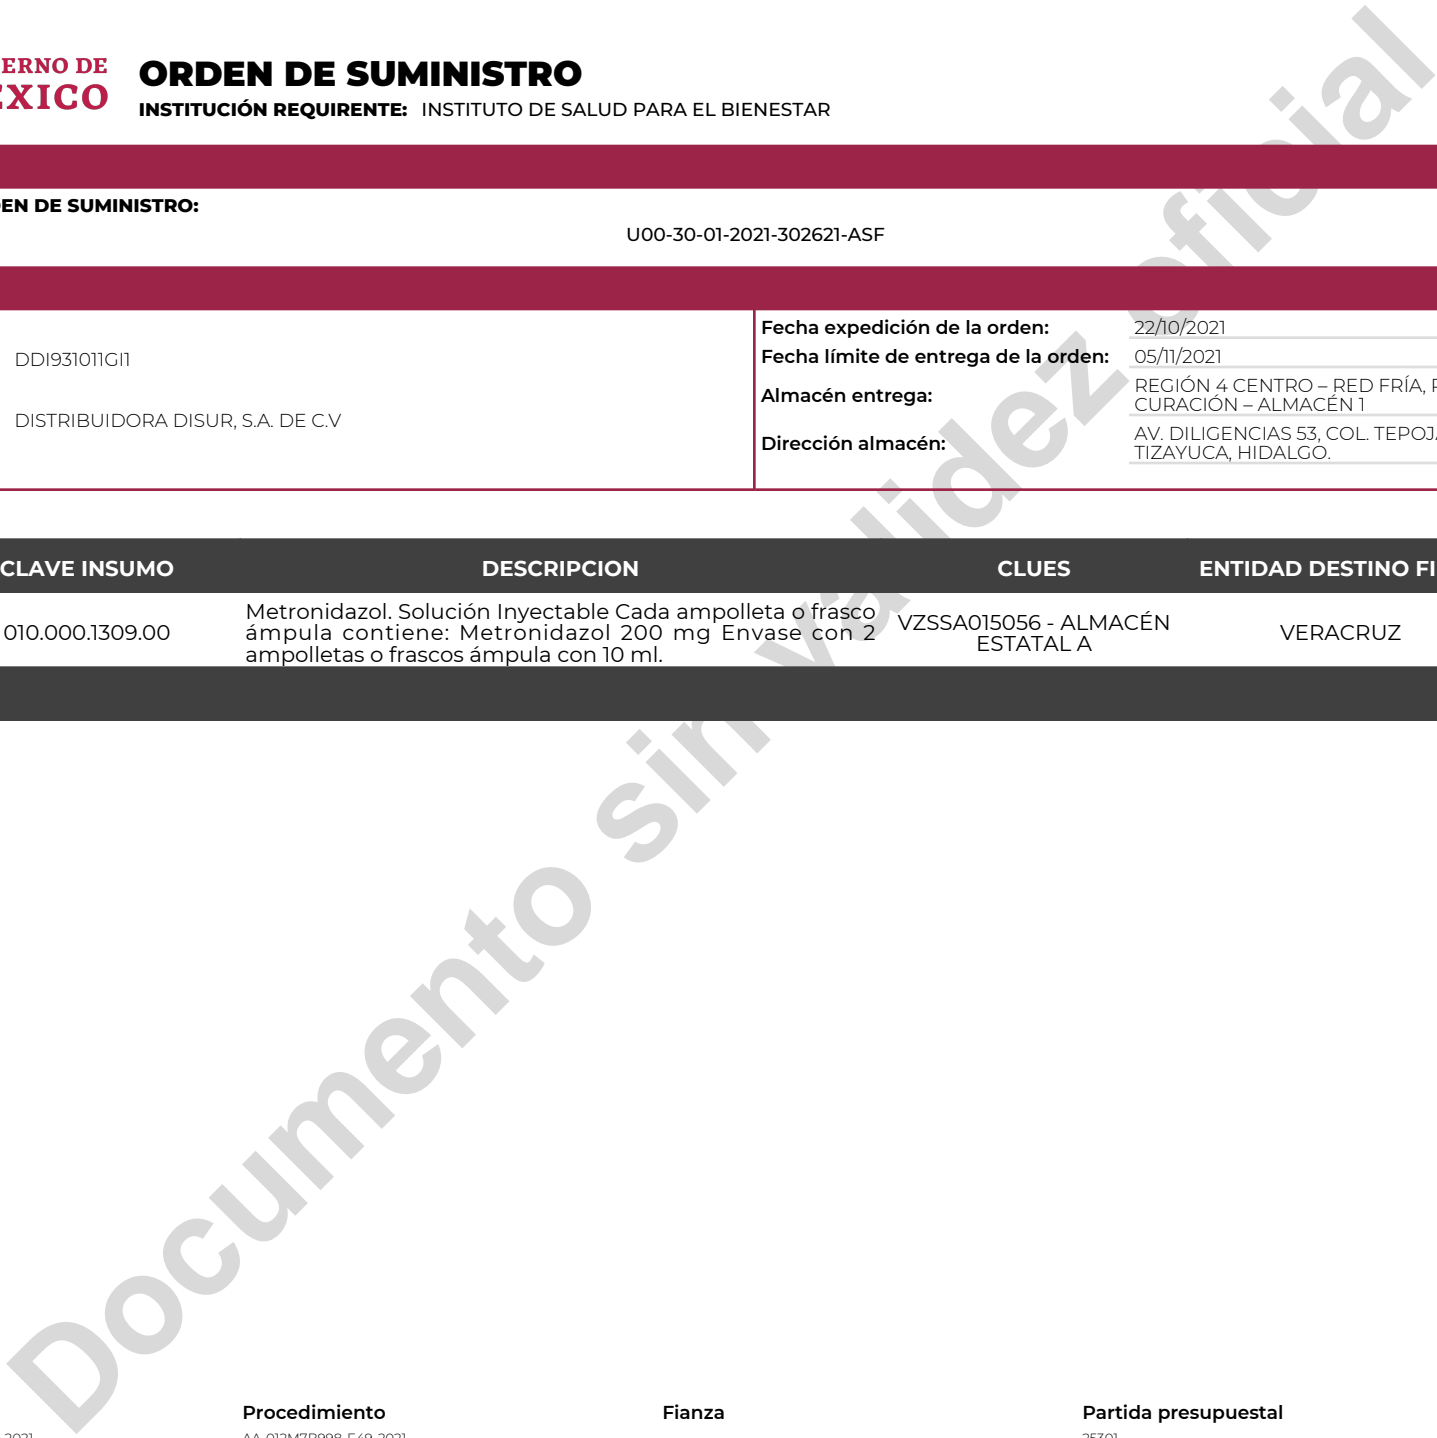 ERNO DE
ORDEN DE SUMINISTRO
INSTITUCIÓN REQUIRENTE: INSTITUTO DE SALUD PARA EL BIENESTAR
EN DE SUMINISTRO:
U00-30-01-2021-302621-ASF
DDI931011GI1
DISTRIBUIDORA DISUR, S.A. DE C.V
Fecha expedición de la orden: 22/10/2021
Fecha límite de entrega de la orden: 05/11/2021
Almacén entrega:
REGIÓN 4 CENTRO – RED FRÍA,
CURACIÓN – ALMACÉN 1
Dirección almacén:
AV. DILIGENCIAS 53, COL. TEPOJ
TIZAYUCA, HIDALGO.
CLAVE INSUMO DESCRIPCION CLUES ENTIDAD DESTINO FI
010.000.1309.00
Metronidazol. Solución Inyectable Cada ampolleta o frasco
ámpula contiene: Metronidazol 200 mg Envase con 2
ampolletas o frascos ámpula con 10 ml.
VZSSA015056 - ALMACÉN
ESTATAL A
VERACRUZ
Documento sin validez oficial
Procedimiento Fianza Partida presupuestal